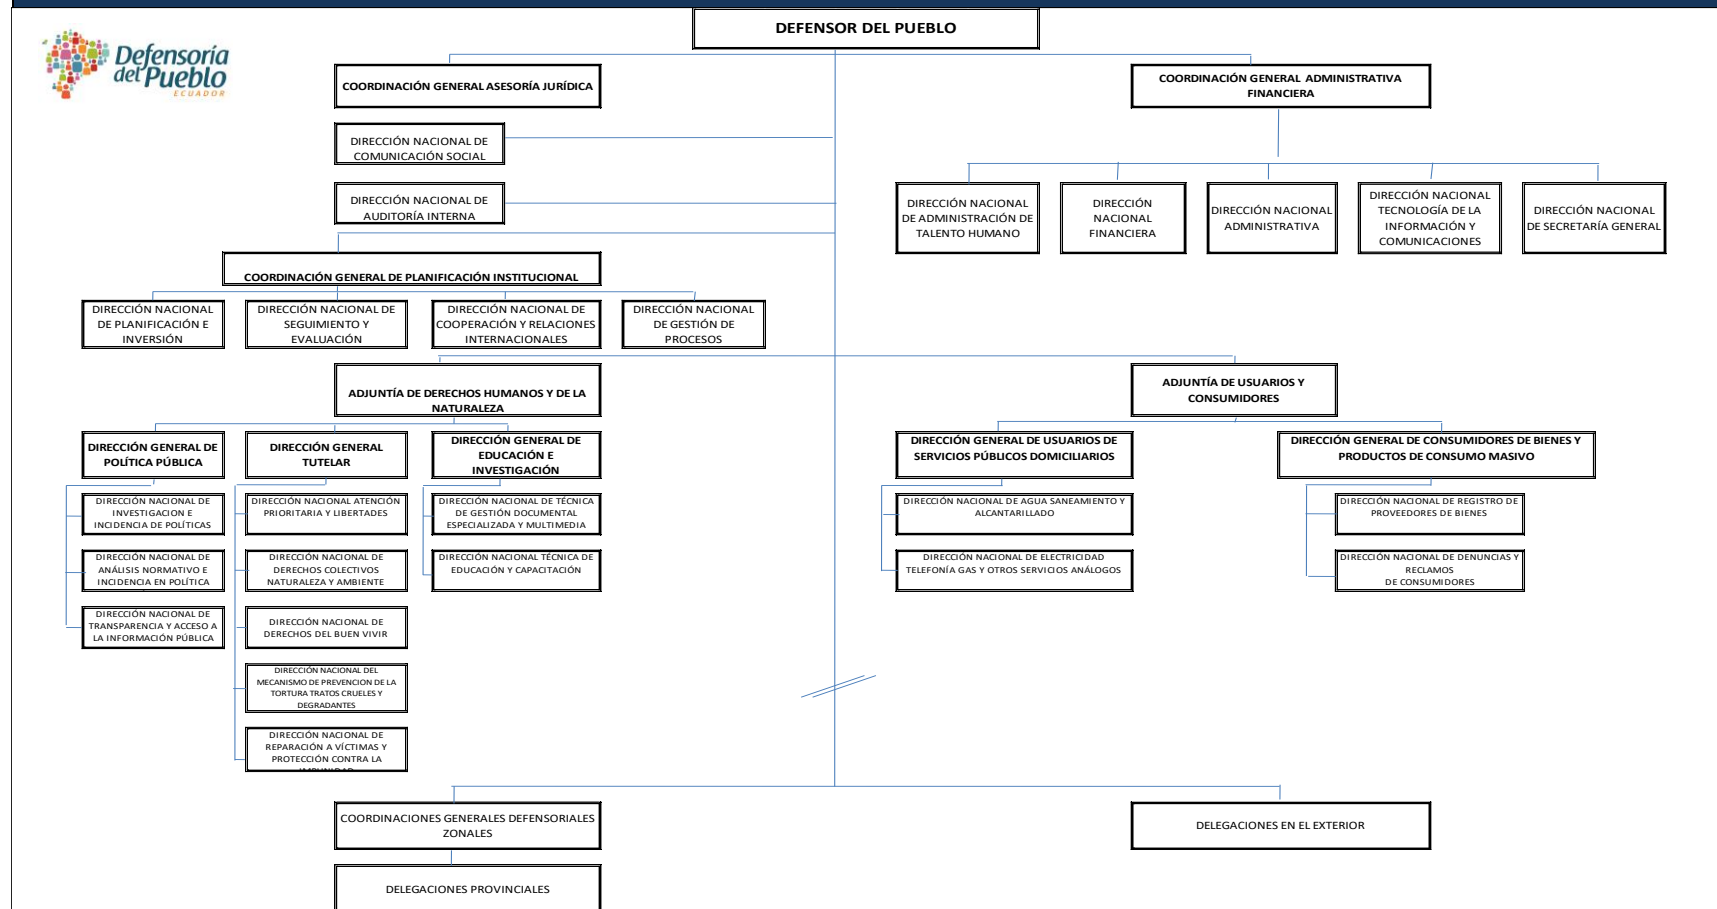 DEFENSOR DEL PUEBLO
Defensoría
del Pueblo
ECUADOR
COORDINACIÓN GENERAL ASESORÍA JURÍDICA
COORDINACIÓN GENERAL ADMINISTRATIVA
FINANCIERA
DIRECCIÓN NACIONAL DE
COMUNICACIÓN SOCIAL
DIRECCIÓN NACIONAL DE
AUDITORÍA INTERNA
DIRECCIÓN NACIONAL
DE ADMINISTRACIÓN DE
TALENTO HUMANO
DIRECCIÓN
NACIONAL
FINANCIERA
DIRECCIÓN NACIONAL
ADMINISTRATIVA
DIRECCIÓN NACIONAL
TECNOLOGÍA DE LA
INFORMACIÓN Y
COMUNICACIONES
DIRECCIÓN NACIONAL
DE SECRETARÍA GENERAL
COORDINACIÓN GENERAL DE PLANIFICACIÓN INSTITUCIONAL
DIRECCIÓN NACIONAL
DE PLANIFICACIÓN E
INVERSIÓN
DIRECCIÓN NACIONAL DE
SEGUIMIENTO Y
EVALUACIÓN
DIRECCIÓN NACIONAL DE
COOPERACIÓN Y RELACIONES
INTERNACIONALES
DIRECCIÓN NACIONAL
DE GESTIÓN DE
PROCESOS
ADJUNTÍA DE DERECHOS HUMANOS Y DE LA
NATURALEZA
ADJUNTÍA DE USUARIOS Y
CONSUMIDORES
DIRECCIÓN GENERAL DE
POLÍTICA PÚBLICA
DIRECCIÓN GENERAL
TUTELAR
DIRECCIÓN GENERAL DE
EDUCACIÓN E
INVESTIGACIÓN
DIRECCIÓN GENERAL DE USUARIOS DE
SERVICIOS PÚBLICOS DOMICILIARIOS
DIRECCIÓN GENERAL DE CONSUMIDORES DE BIENES Y
PRODUCTOS DE CONSUMO MASIVO
DIRECCIÓN NACIONAL DE
INVESTIGACION E
INCIDENCIA DE POLÍTICAS
DIRECCIÓN NACIONAL ATENCIÓN
PRIORITARIA Y LIBERTADES
DIRECCIÓN NACIONAL DE TÉCNICA
DE GESTIÓN DOCUMENTAL
ESPECIALIZADA Y MULTIMEDIA
DIRECCIÓN NACIONAL DE AGUA SANEAMIENTO Y
ALCANTARILLADO
DIRECCIÓN NACIONAL DE REGISTRO DE
PROVEEDORES DE BIENES
DIRECCIÓN NACIONAL DE
ANÁLISIS NORMATIVO E
INCIDENCIA EN POLÍTICA
DIRECCIÓN NACIONAL DE
DERECHOS COLECTIVOS
NATURALEZA Y AMBIENTE
DIRECCIÓN NACIONAL TÉCNICA DE
EDUCACIÓN Y CAPACITACIÓN
DIRECCIÓN NACIONAL DE ELECTRICIDAD
TELEFONÍA GAS Y OTROS SERVICIOS ANÁLOGOS
DIRECCIÓN NACIONAL DE DENUNCIAS Y
RECLAMOS
DE CONSUMIDORES
DIRECCIÓN NACIONAL DE
TRANSPARENCIA Y ACCESO A
LA INFORMACIÓN PÚBLICA
DIRECCIÓN NACIONAL DE
DERECHOS DEL BUEN VIVIR
DIRECCIÓN NACIONAL DEL
MECANISMO DE PREVENCION DE LA
TORTURA TRATOS CRUELES Y
DEGRADANTES
DIRECCIÓN NACIONAL DE
REPARACIÓN A VÍCTIMAS Y
PROTECCIÓN CONTRA LA
COORDINACIONES GENERALES DEFENSORIALES
ZONALES
DELEGACIONES EN EL EXTERIOR
DELEGACIONES PROVINCIALES